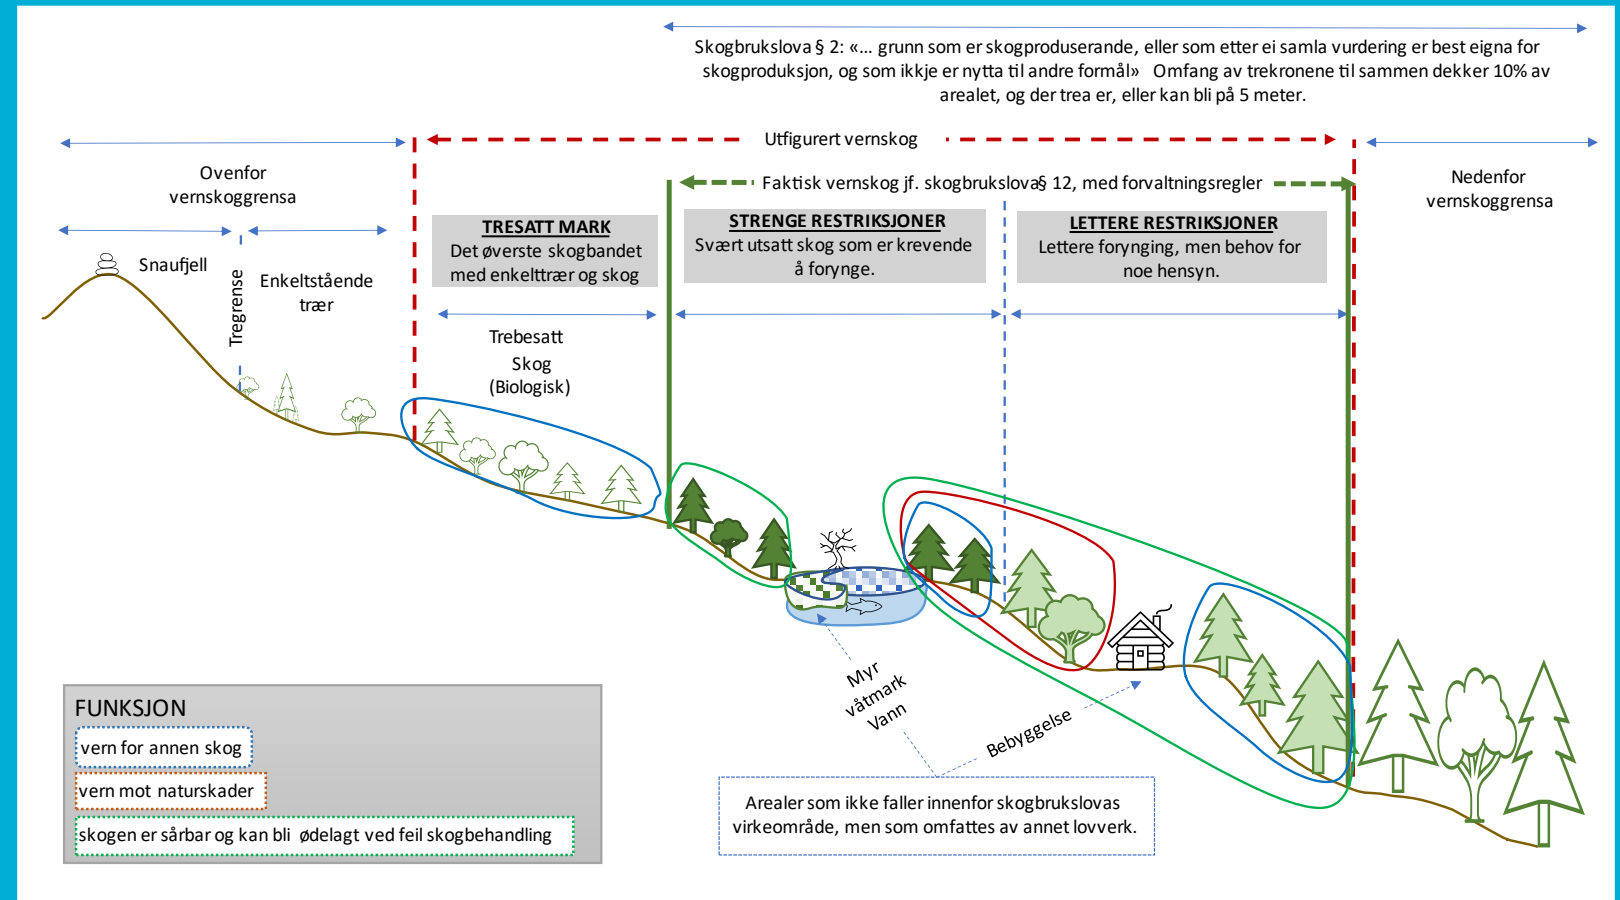 Skogbrukslova § 2: «… grunn som er skogproduserande, eller som etter ei samla vurdering er best eigna for
skogproduksjon, og som ikkje er nytta til andre formål»   Omfang av trekronene til sammen dekker 10% av
arealet, og der trea er, eller kan bli på 5 meter.
Utfigurert vernskog
Ovenfor
vernskoggrensa
Faktisk vernskog jf. skogbrukslova§ 12, med forvaltningsregler
Nedenfor
vernskoggrensa
Snaufjell
Tregrense
Enkeltstående
trær
TRESATT MARK
Det øverste skogbandet
med enkelttrær og skog
STRENGE RESTRIKSJONER
Svært utsatt skog som er krevende
å forynge.
LETTERE RESTRIKSJONER
Lettere forynging, men behov for
noe hensyn.
Trebesatt
Skog
(Biologisk)
Myr
våtmark
Vann
Bebyggelse
Arealer som ikke faller innenfor skogbrukslovas
virkeområde, men som omfattes av annet lovverk.
FUNKSJON
vern for annen skog
vern mot naturskader
skogen er sårbar og kan bli  ødelagt ved feil skogbehandling